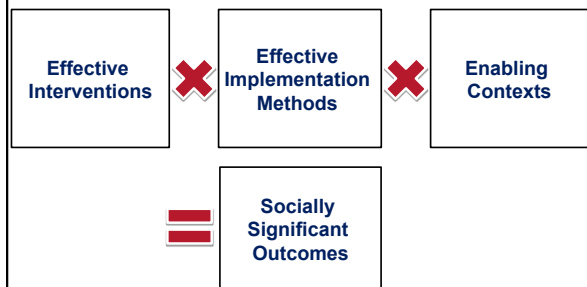 Effective
Interventions
Effective
Implementation
Methods
Enabling
Contexts
Socially
Significant
Outcomes